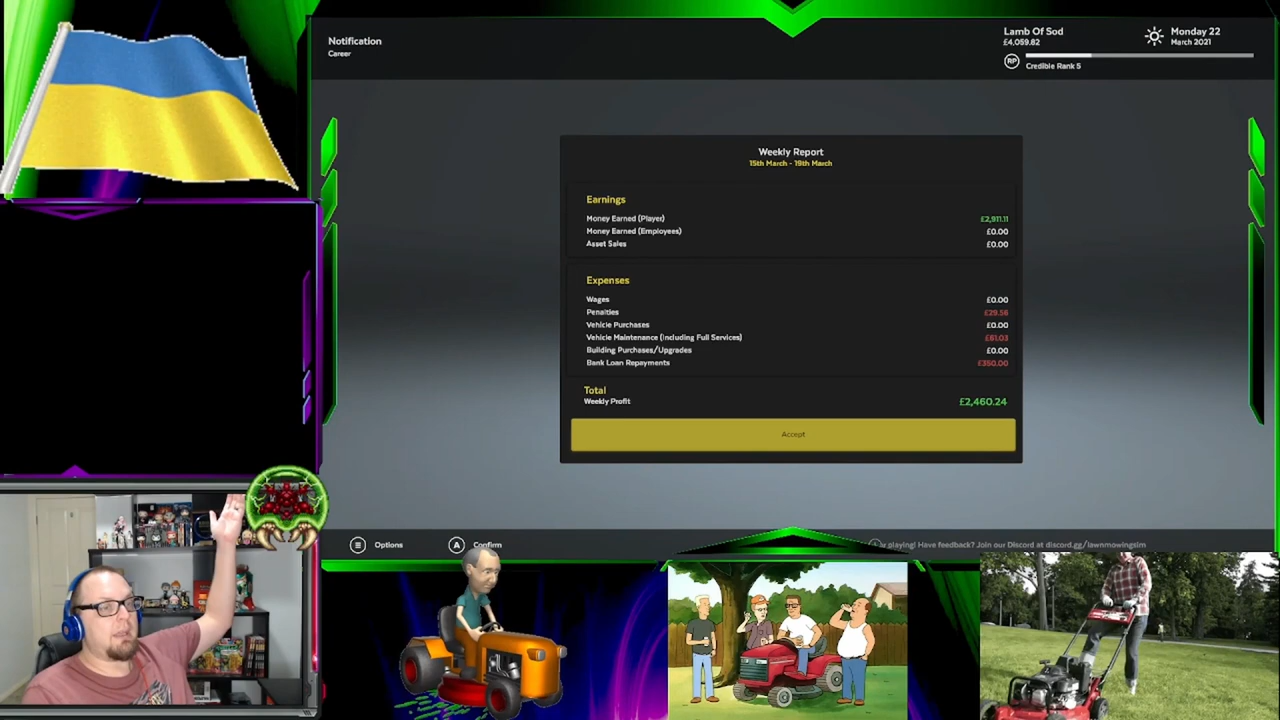 Notification
Career
Lamb Of Sod
£4,059.82
Monday 22
March 2021
RP
Credible Rank 5
Weekly Report
15th March - 19th March
Earnings
Money Earned (Player) £2,911.11
Money Earned (Employees) £0.00
Asset Sales £0.00
Expenses
Wages £0.00
Penalties £29.56
Vehicle Purchases £0.00
Vehicle Maintenance (Including Full Services) £61.03
Building Purchases/Upgrades £0.00
Bank Loan Repayments £350.00
Total
Weekly Profit £2,460.24
Accept
Options
A Confirm
playing! Have feedback? Join our Discord at discord.gg/lawnmowingsim